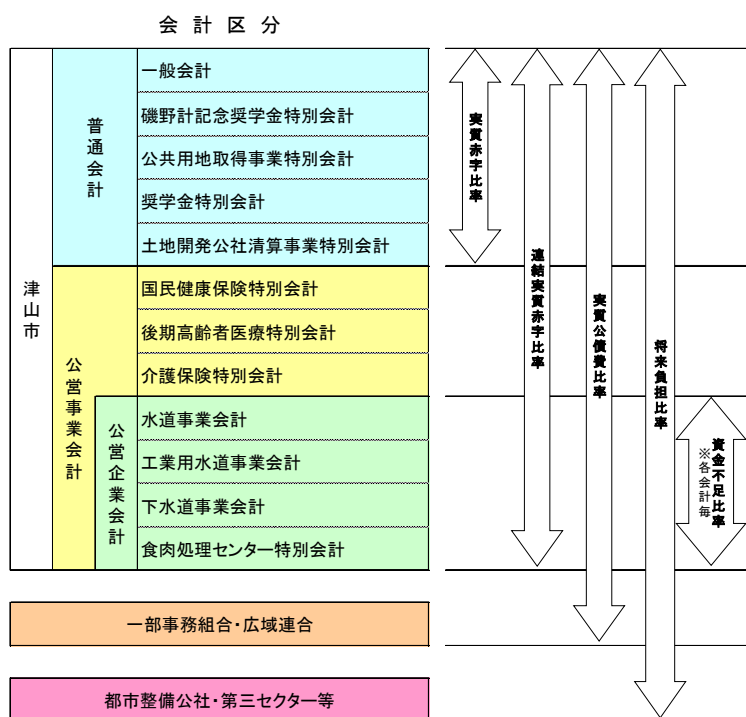 会計区分
津山市
普通会計
一般会計
磯野計記念奨学金特別会計
公共用地取得事業特別会計
奨学金特別会計
土地開発公社清算事業特別会計
公営事業会計
国民健康保険特別会計
後期高齢者医療特別会計
介護保険特別会計
公営企業会計
水道事業会計
工業用水道事業会計
下水道事業会計
食肉処理センター特別会計
一部事務組合・広域連合
都市整備公社・第三セクター等
実質赤字比率
連結実質赤字比率
実質公債費比率
将来負担比率
資金不足比率
※各会計毎